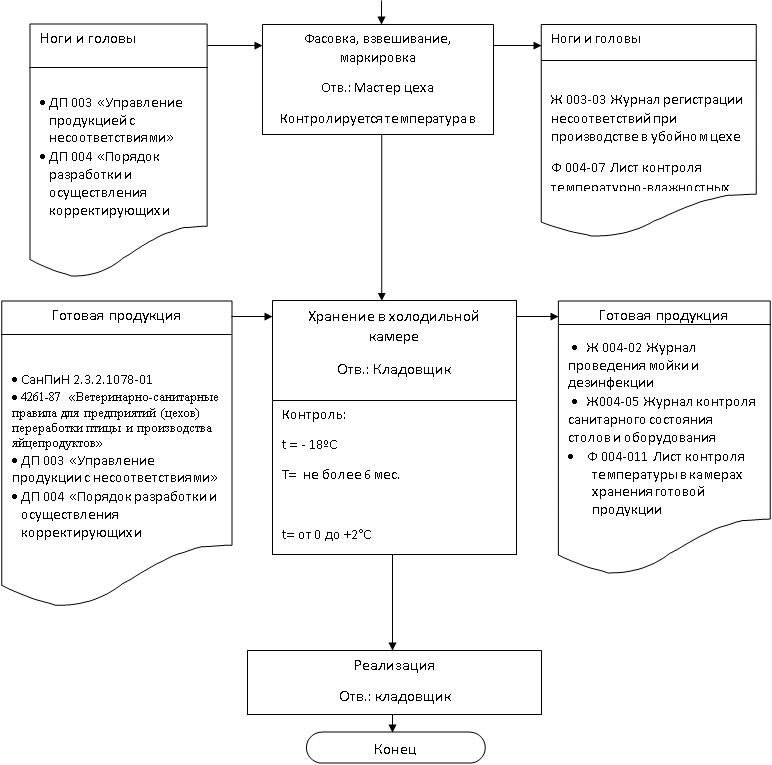 Ноги и головы
• ДП 003 «Управление
продукцией с
несоответствиями»
• ДП 004 «Порядок
разработки и
осуществления
корректирующих и
Фасовка, взвешивание,
маркировка
Отв.: Мастер цеха
Контролируется температура в
Ноги и головы
Ж 003-03 Журнал регистрации
несоответствий при
производстве в убойном цехе
Ф 004-07 Лист контроля
температурно-влажностных
Готовая продукция
• СанПиН 2.3.2.1078-01
• 4261-87 «Ветеринарно-санитарные
правила для предприятий (цехов)
переработки птицы и производства
яйцепродуктов»
• ДП 003 «Управление
продукции с несоответствиями»
• ДП 004 «Порядок разработки и
осуществления
корректирующих и
Хранение в холодильной
камере
Отв.: Кладовщик
Контроль:
t = - 18ºС
Т= не более 6 мес.
t= от 0 до +2°С
Готовая продукция
• Ж 004-02 Журнал
проведения мойки и
дезинфекции
• Ж004-05 Журнал контроля
санитарного состояния
столов и оборудования
• Ф 004-011 Лист контроля
температуры в камерах
хранения готовой
продукции
Реализация
Отв.: кладовщик
Конец